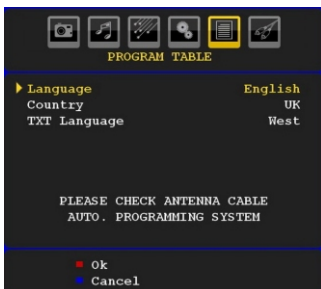 PROGRAM TABLE
Language English
Country UK
TXT Language West
PLEASE CHECK ANTENNA CABLE
AUTO. PROGRAMMING SYSTEM
Ok
Cancel